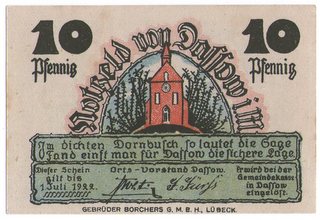 10 10
Pfennig Pfennig
Notgeld von Dassow i.M.
Im dichten Dornbusch, so lautet die Sage
Fand einst man für Dassow die sichere Lage.
Dieser Schein gilt bis 1 Juli 1922.
Orts-Vorstand Dassow.
Er wird bei der Gemeindekasse in Dassow eingelöst.
GEBRÜDER BORCHERS G.M.B.H., LÜBECK